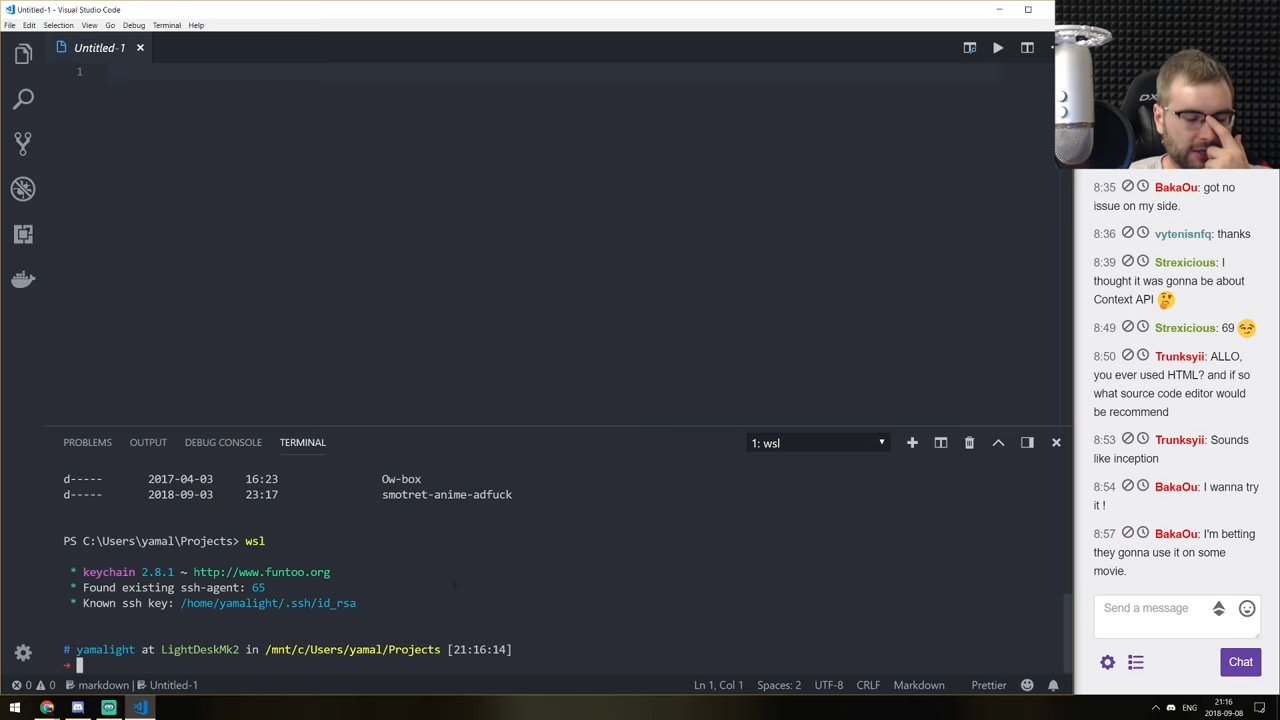 Untitled-1 - Visual Studio Code
File Edit Selection View Go Debug Terminal Help
Untitled-1
1
PROBLEMS OUTPUT DEBUG CONSOLE TERMINAL 1: wsl
d----- 2017-04-03 16:23 Ow-box
d----- 2018-09-03 23:17 smotret-anime-adfuck
PS C:\Users\yamal\Projects> wsl
* keychain 2.8.1 ~ http://www.funtoo.org
* Found existing ssh-agent: 65
* Known ssh key: /home/yamalight/.ssh/id_rsa
# yamalight at LightDeskMk2 in /mnt/c/Users/yamal/Projects [21:16:14]
➜
0 0 markdown | Untitled-1 Ln 1, Col 1 Spaces: 2 UTF-8 CRLF Markdown Prettier
DX
8:35 BakaOu: got no
issue on my side.
8:36 vytenisnfq: thanks
8:39 Strexicious: I
thought it was gonna be about
Context API 🤔
8:49 Strexicious: 69 😏
8:50 Trunksyii: ALLO,
you ever used HTML? and if so
what source code editor would
be recommend
8:53 Trunksyii: Sounds
like inception
8:54 BakaOu: I wanna try
it !
8:57 BakaOu: I'm betting
they gonna use it on some
movie.
Send a message
Chat
ENG
21:16
2018-09-08